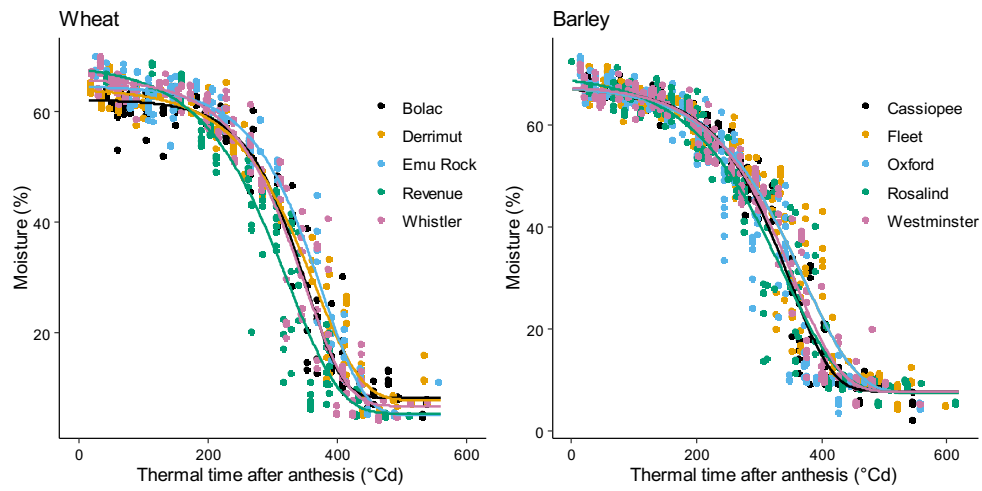 Wheat
Moisture (%)
60
40
20
0
200
400
600
Thermal time after anthesis (°Cd)
Bolac
Derrimut
Emu Rock
Revenue
Whistler
Barley
Moisture (%)
60
40
20
0
0
200
400
600
Thermal time after anthesis (°Cd)
Cassiopee
Fleet
Oxford
Rosalind
Westminster